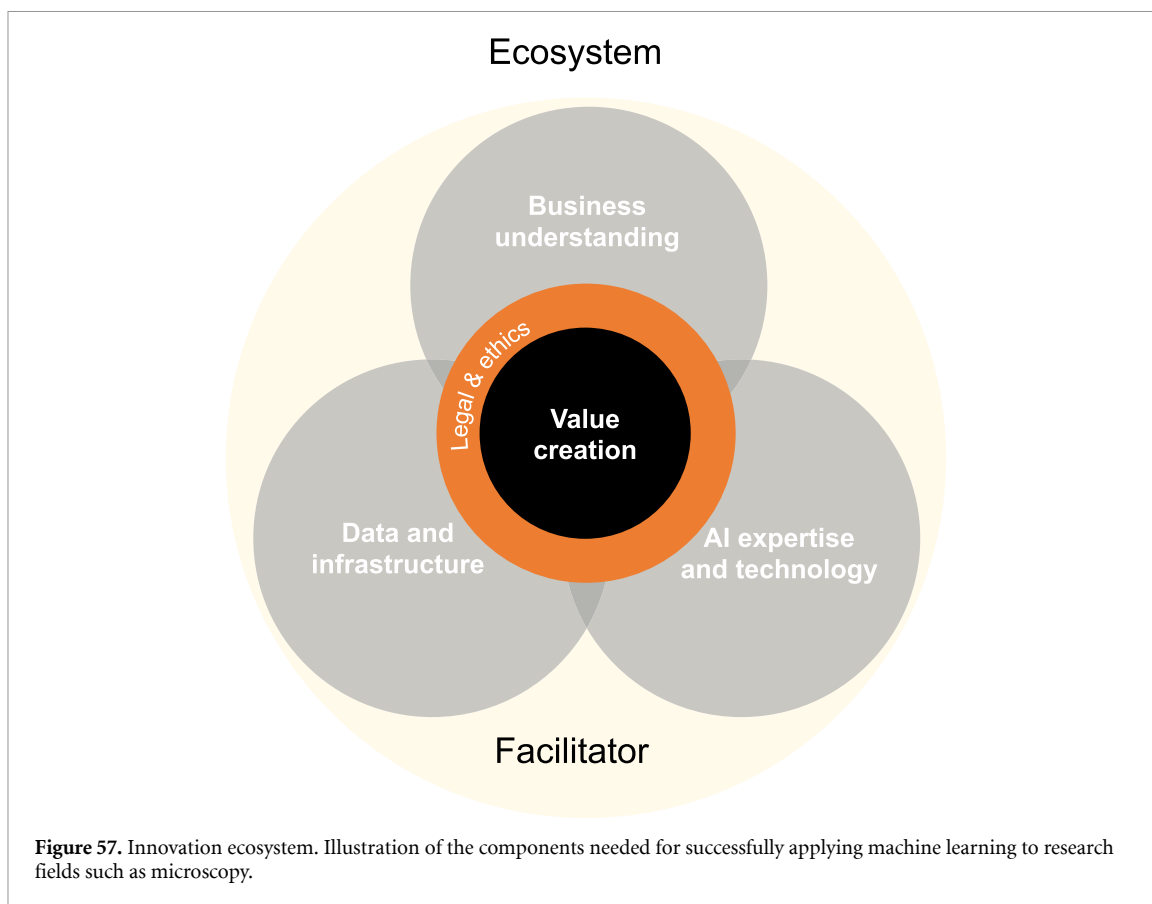 Ecosystem
Business
understanding
Legal & ethics
Value
creation
Data and
infrastructure
AI expertise
and technology
Facilitator
Figure 57. Innovation ecosystem. Illustration of the components needed for successfully applying machine learning to research
fields such as microscopy.